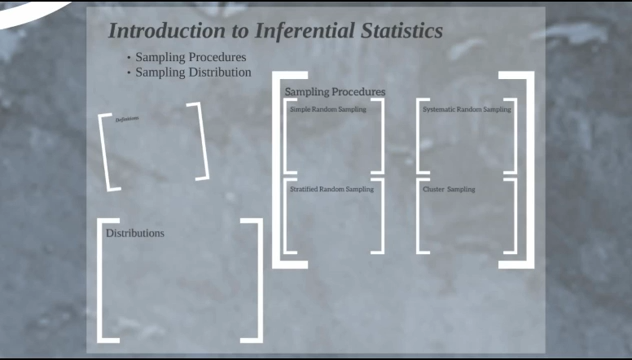 Introduction to Inferential Statistics
• Sampling Procedures
• Sampling Distribution
Definitions
Sampling Procedures
Simple Random Sampling
Systematic Random Sampling
Stratified Random Sampling
Cluster Sampling
Distributions